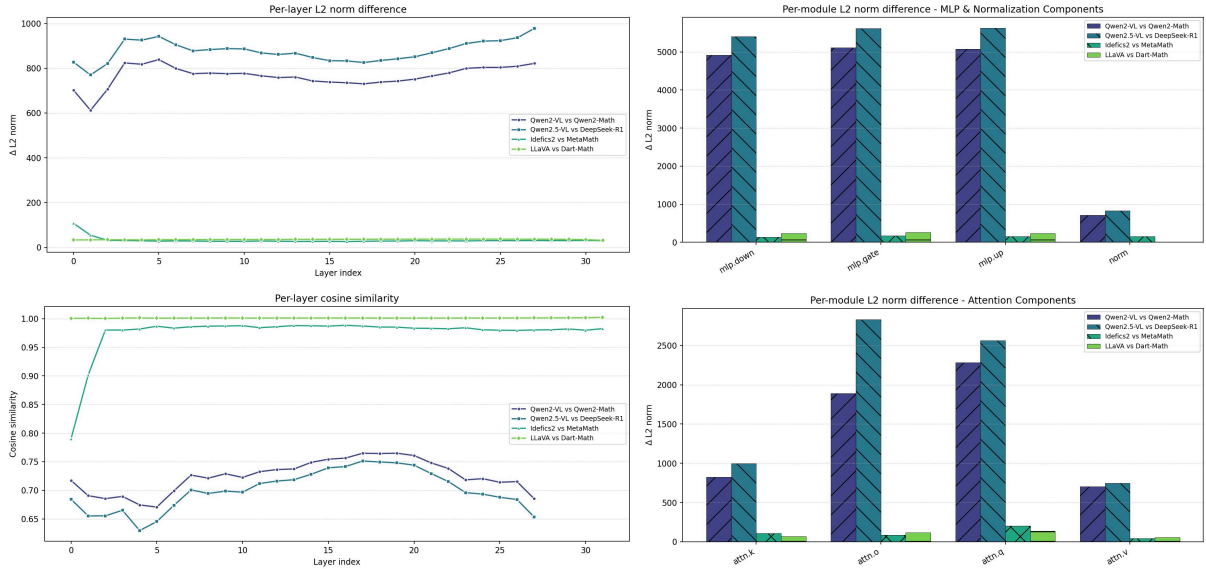 Per-layer L2 norm difference
1000
800
600
400
200
0
Δ L2 norm
Qwen2-VL vs Qwen2-Math
Qwen2.5-VL vs DeepSeek-R1
Idefics2 vs MetaMath
LLaVA vs Dart-Math
0 5 10 15 20 25 30
Layer index
Per-module L2 norm difference - MLP & Normalization Components
5000
4000
3000
2000
1000
0
Δ L2 norm
Qwen2-VL vs Qwen2-Math
Qwen2.5-VL vs DeepSeek-R1
Idefics2 vs MetaMath
LLaVA vs Dart-Math
mlp.down mlp.gate mlp.up norm
Per-layer cosine similarity
1.00
0.95
0.90
0.85
0.80
0.75
0.70
0.65
Cosine similarity
Qwen2-VL vs Qwen2-Math
Qwen2.5-VL vs DeepSeek-R1
Idefics2 vs MetaMath
LLaVA vs Dart-Math
0 5 10 15 20 25 30
Layer index
Per-module L2 norm difference - Attention Components
2500
2000
1500
1000
500
0
Δ L2 norm
Qwen2-VL vs Qwen2-Math
Qwen2.5-VL vs DeepSeek-R1
Idefics2 vs MetaMath
LLaVA vs Dart-Math
attn.k attn.o attn.q attn.v